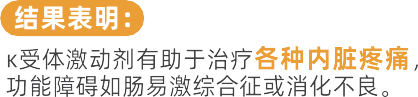 结果表明：
κ受体激动剂有助于治疗各种内脏疼痛，
功能障碍如肠易激综合征或消化不良。